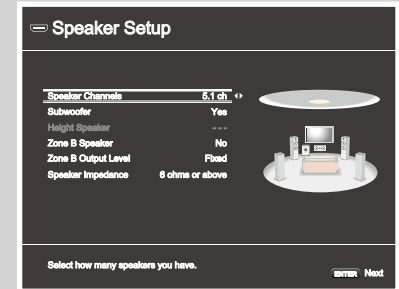 Speaker Setup
Speaker Channels 5.1 ch
Subwoofer Yes
Height Speaker ---
Zone B Speaker No
Zone B Output Level Fixed
Speaker Impedance 6 ohms or above
Select how many speakers you have.
ENTER Next